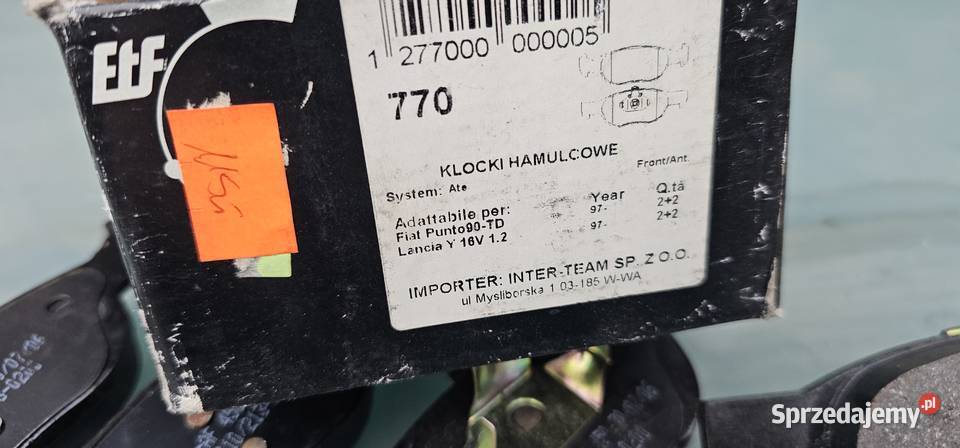 Etf
1 277000 000005
770
KLOCKI HAMULCOWE
Front/Ant.
System: Ate
Adattabile per: Year Q.tà
Fiat Punto90-TD 97- 2+2
Lancia Y 16V 1.2 97- 2+2
IMPORTER: INTER-TEAM SP. Z O.O.
ul Mysliborska 1 03-185 W-WA
Sprzedajemy.pl